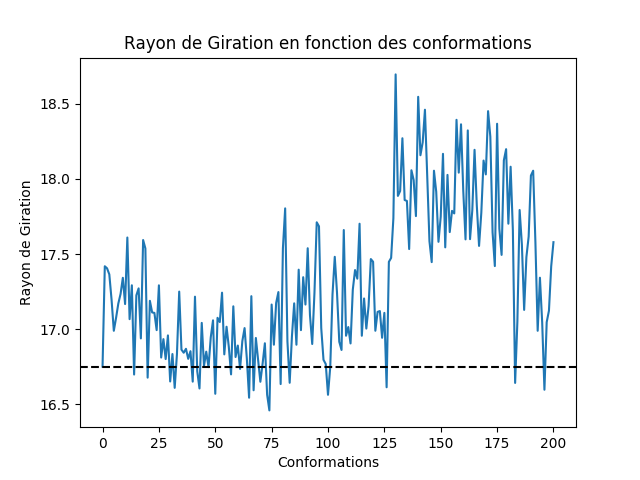 Rayon de Giration en fonction des conformations
18.5
18.0
17.5
17.0
16.5
Rayon de Giration
0 25 50 75 100 125 150 175 200
Conformations